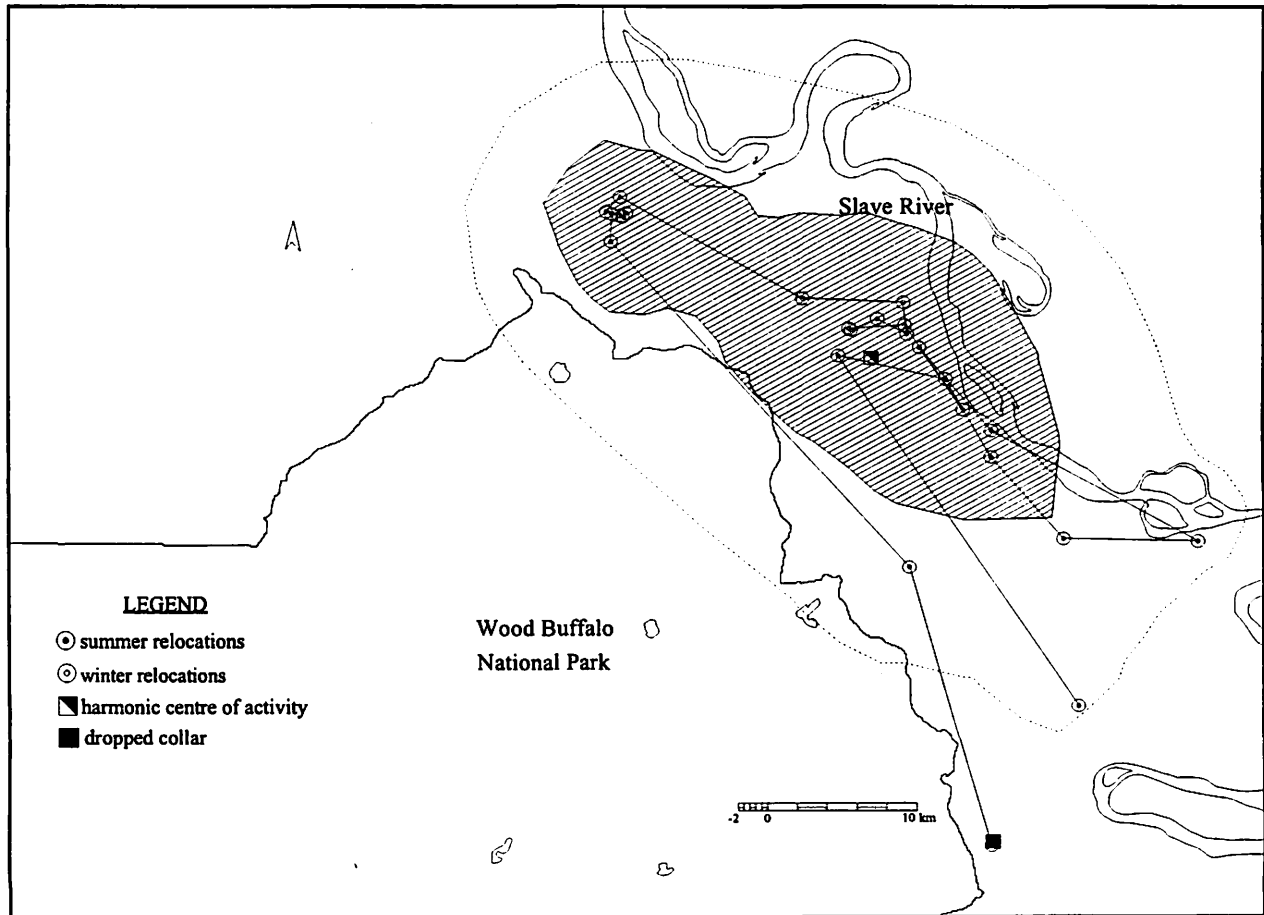 Slave River
LEGEND
summer relocations
winter relocations
harmonic centre of activity
dropped collar
Wood Buffalo
National Park
-2 0 10 km